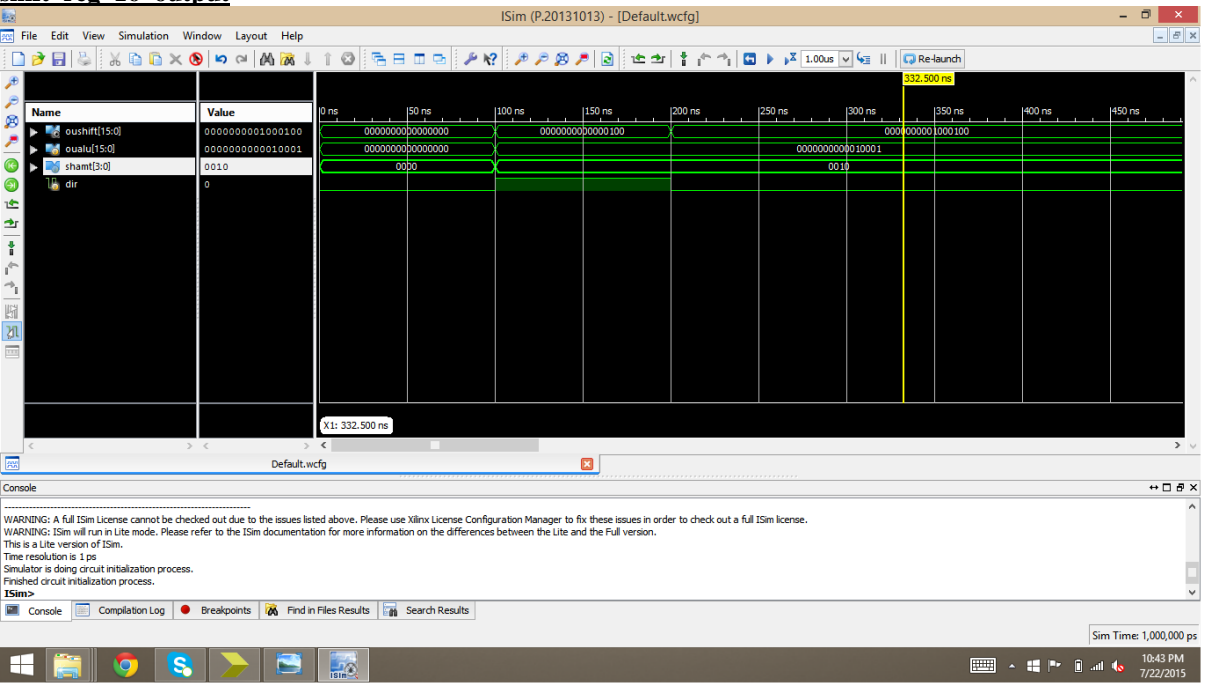 ISim (P.20131013) - [Default.wcfg]
File Edit View Simulation Window Layout Help
1.00us Re-launch
332.500 ns
Name Value
0 ns 50 ns 100 ns 150 ns 200 ns 250 ns 300 ns 350 ns 400 ns 450 ns
oushift[15:0] 0000000001000100 0000000000000000 0000000000000100 0000000001000100
oualu[15:0] 0000000000010001 0000000000000000 0000000000010001
shamt[3:0] 0010 0000 0010
dir 0
X1: 332.500 ns
Default.wcfg
Console
WARNING: A full ISim License cannot be checked out due to the issues listed above. Please use Xilinx License Configuration Manager to fix these issues in order to check out a full ISim license.
WARNING: ISim will run in Lite mode. Please refer to the ISim documentation for more information on the differences between the Lite and the Full version.
This is a Lite version of ISim.
Time resolution is 1 ps
Simulator is doing circuit initialization process.
Finished circuit initialization process.
ISim>
Console Compilation Log Breakpoints Find in Files Results Search Results
Sim Time: 1,000,000 ps
ISim
10:43 PM
7/22/2015